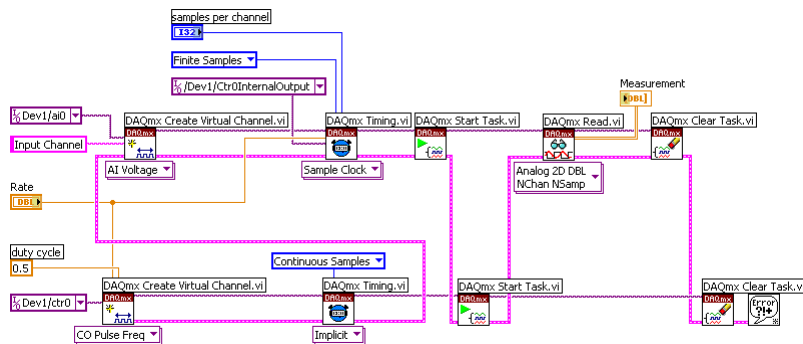 samples per channel
I32
Finite Samples
/Dev1/Ctr0InternalOutput
Measurement
DBL
Dev1/ai0
DAQmx Create Virtual Channel.vi
DAQmx Timing.vi
DAQmx Start Task.vi
DAQmx Read.vi
DAQmx Clear Task.vi
DAQmx
DAQmx
DAQmx
DAQmx
DAQmx
Input Channel
AI Voltage
Sample Clock
Analog 2D DBL
NChan NSamp
Rate
DBL
duty cycle
0.5
Continuous Samples
DAQmx Create Virtual Channel.vi
DAQmx Timing.vi
DAQmx Start Task.vi
DAQmx Clear Task.v
Dev1/ctr0
DAQmx
DAQmx
DAQmx
DAQmx
Error
?!+
CO Pulse Freq
Implicit